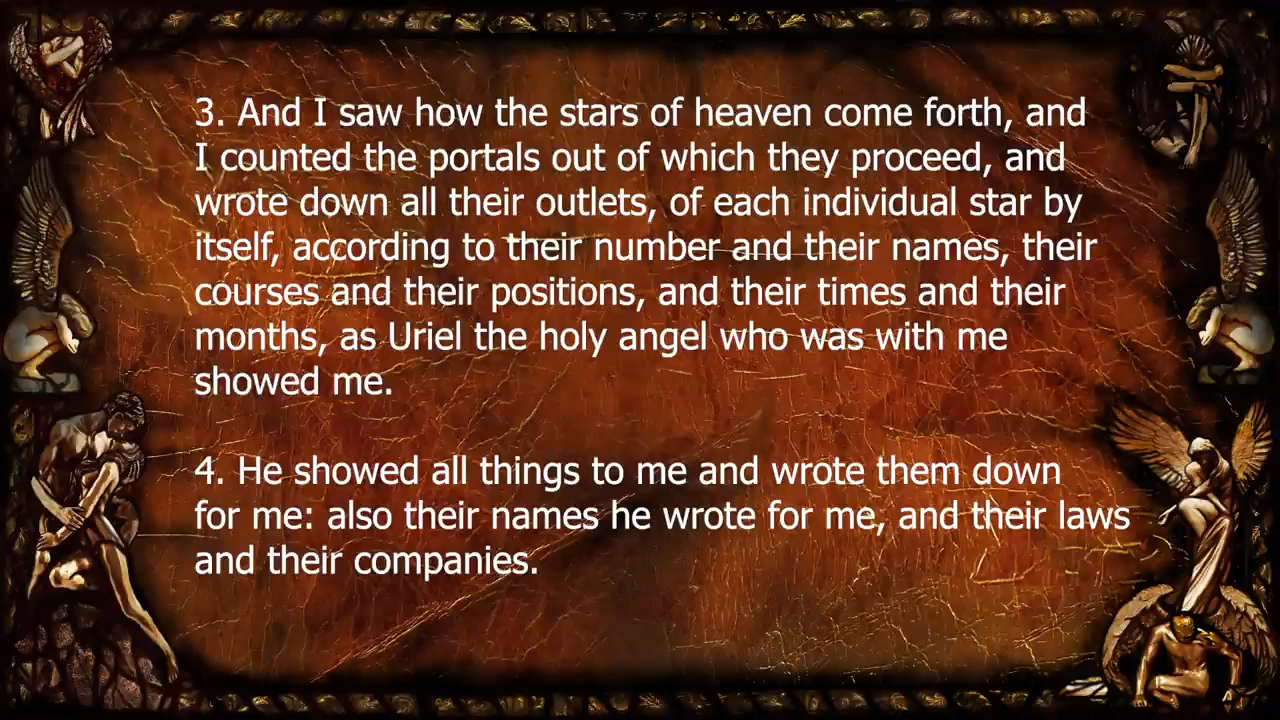 3. And I saw how the stars of heaven come forth, and
I counted the portals out of which they proceed, and
wrote down all their outlets, of each individual star by
itself, according to their number and their names, their
courses and their positions, and their times and their
months, as Uriel the holy angel who was with me
showed me.
4. He showed all things to me and wrote them down
for me: also their names he wrote for me, and their laws
and their companies.